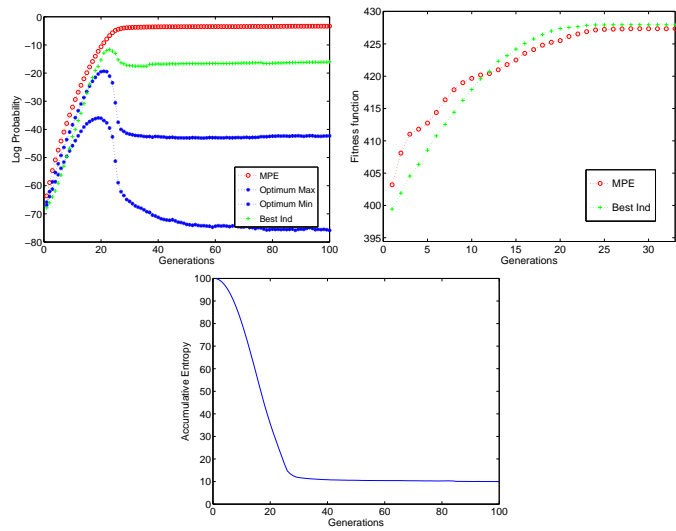 0
−10
−20
−30
−40
−50
−60
−70
−80
0 20 40 60 80 100
Log Probability
Generations
MPE
Optimum Max
Optimum Min
Best Ind
430
425
420
415
410
405
400
395
0 5 10 15 20 25 30
Fitness function
Generations
MPE
Best Ind
100
90
80
70
60
50
40
30
20
10
0
0 20 40 60 80 100
Accumulative Entropy
Generations